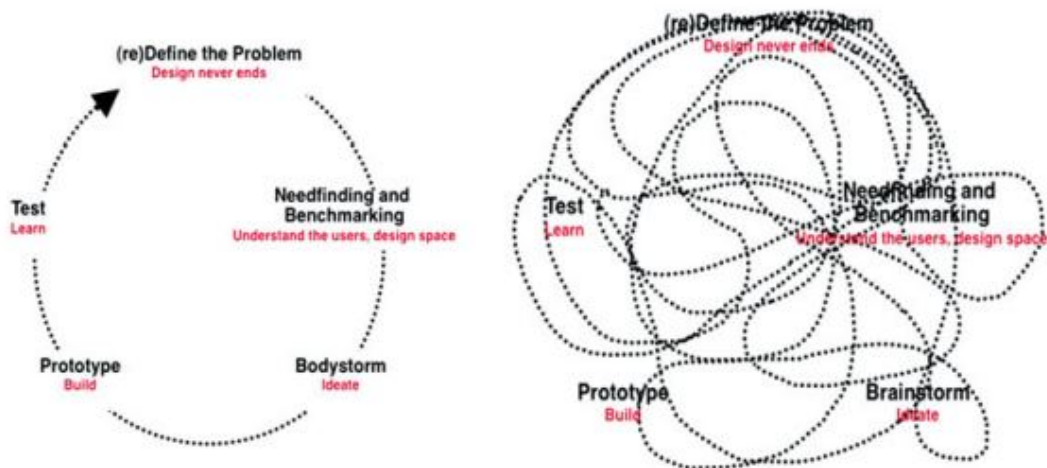 (re)Define the Problem
Design never ends
Needfinding and
Benchmarking
Understand the users, design space
Bodystorm
Ideate
Prototype
Build
Test
Learn
(re)Define the Problem
Design never ends
Needfinding and
Benchmarking
Understand the users, design space
Brainstorm
Ideate
Prototype
Build
Test
Learn